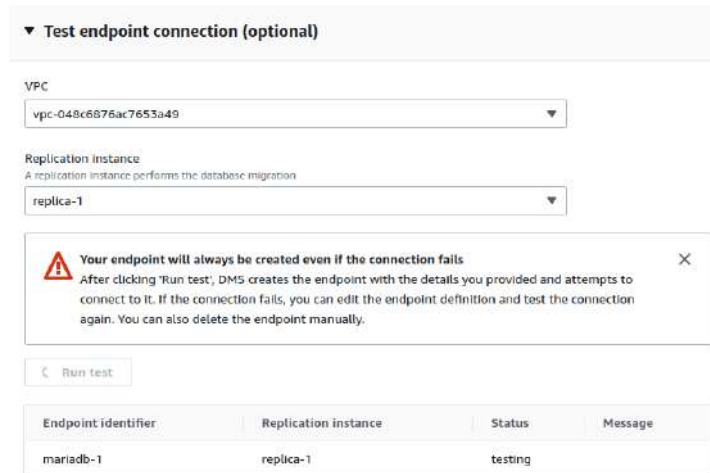 Test endpoint connection (optional)
VPC
vpc-048c6876ac7653a49
Replication instance
A replication instance performs the database migration
replica-1
Your endpoint will always be created even if the connection fails
After clicking 'Run test', DMS creates the endpoint with the details you provided and attempts to
connect to it. If the connection fails, you can edit the endpoint definition and test the connection
again. You can also delete the endpoint manually.
Run test
Endpoint identifier Replication instance Status Message
mariadb-1 replica-1 testing